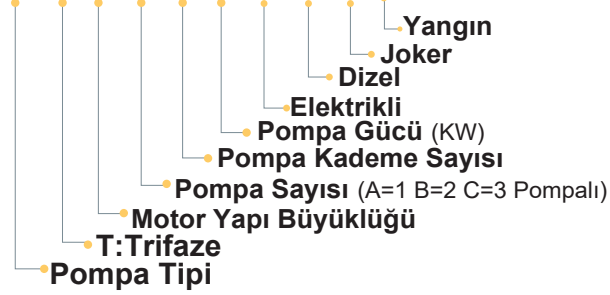 Yangın
Joker
Dizel
Elektrikli
Pompa Gücü (KW)
Pompa Kademe Sayısı
Pompa Sayısı (A=1 B=2 C=3 Pompalı)
Motor Yapı Büyüklüğü
T:Trifaze
Pompa Tipi